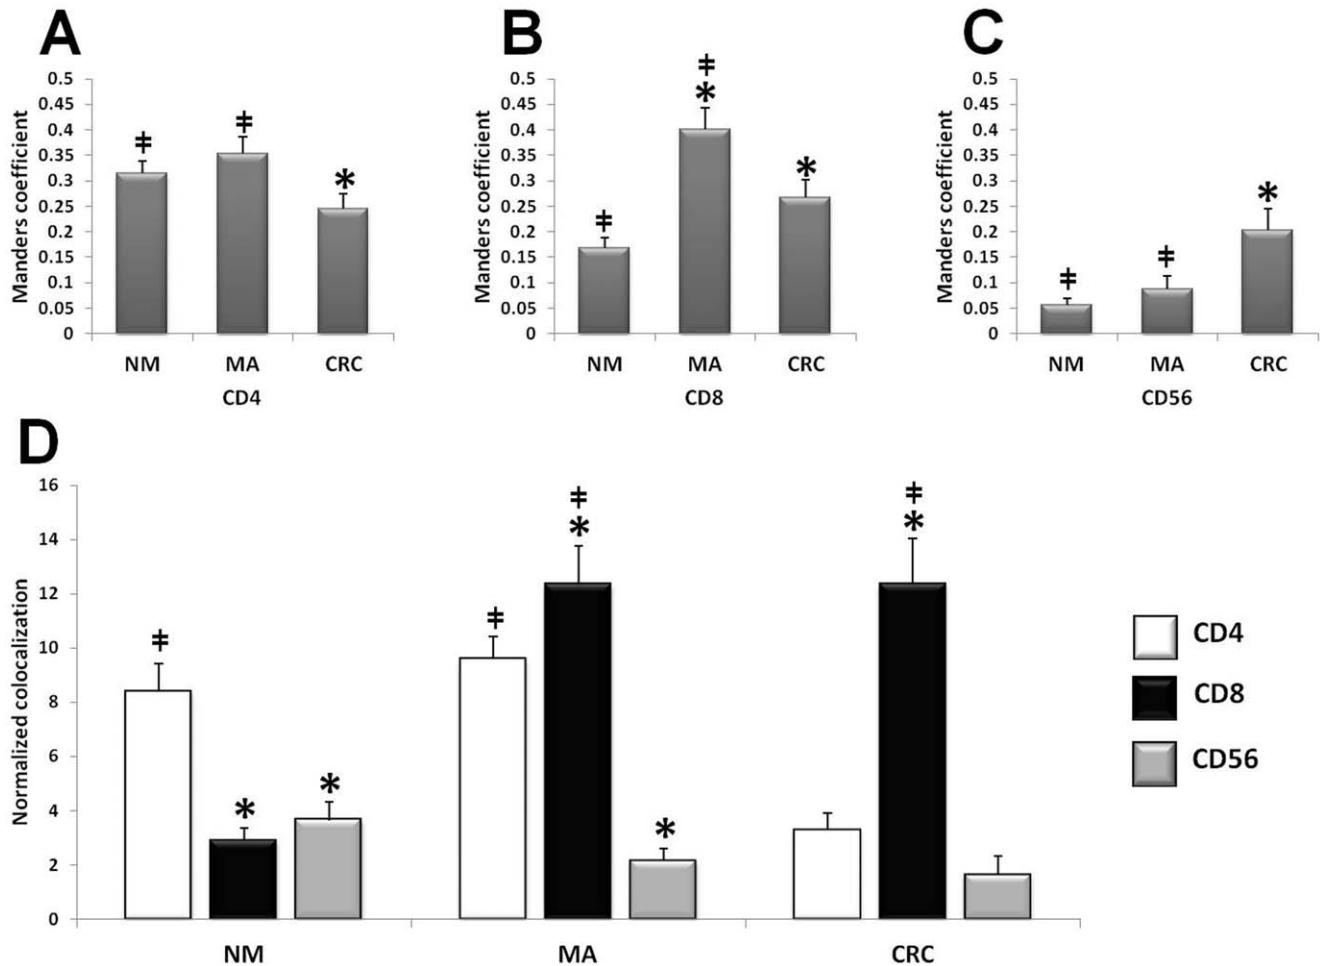 A
Manders coefficient
0.5
0.45
0.4
0.35
0.3
0.25
0.2
0.15
0.1
0.05
0
ǂ
ǂ
*
NM MA CRC
CD4
B
Manders coefficient
0.5
0.45
0.4
0.35
0.3
0.25
0.2
0.15
0.1
0.05
0
ǂ
ǂ
*
*
NM MA CRC
CD8
C
Manders coefficient
0.5
0.45
0.4
0.35
0.3
0.25
0.2
0.15
0.1
0.05
0
ǂ
ǂ
*
NM MA CRC
CD56
D
Normalized colocalization
16
14
12
10
8
6
4
2
0
ǂ
*
*
ǂ
ǂ
*
*
ǂ
*
NM MA CRC
CD4
CD8
CD56